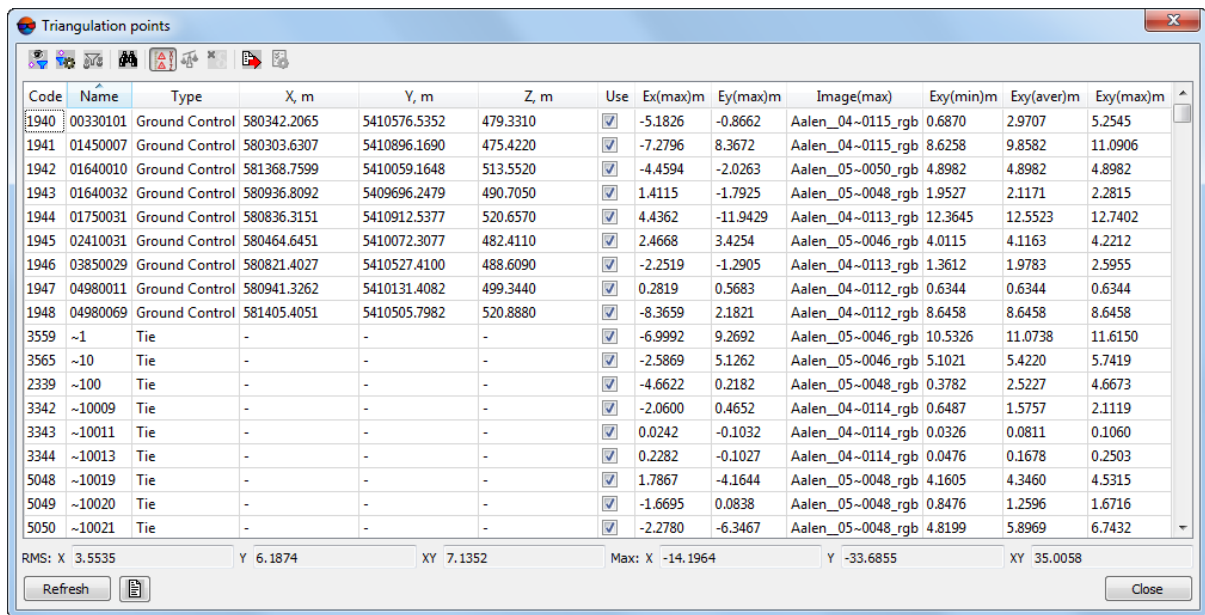 Triangulation points
Code Name Type X, m Y, m Z, m Use Ex(max)m Ey(max)m Image(max) Exy(min)m Exy(aver)m Exy(max)m
1940 00330101 Ground Control 580342.2065 5410576.5352 479.3310 -5.1826 -0.8662 Aalen__04~0115_rgb 0.6870 2.9707 5.2545
1941 01450007 Ground Control 580303.6307 5410896.1690 475.4220 -7.2796 8.3672 Aalen__04~0115_rgb 8.6258 9.8582 11.0906
1942 01640010 Ground Control 581368.7599 5410059.1648 513.5520 -4.4594 -2.0263 Aalen__05~0050_rgb 4.8982 4.8982 4.8982
1943 01640032 Ground Control 580936.8092 5409696.2479 490.7050 1.4115 -1.7925 Aalen__05~0048_rgb 1.9527 2.1171 2.2815
1944 01750031 Ground Control 580836.3151 5410912.5377 520.6570 4.4362 -11.9429 Aalen__04~0113_rgb 12.3645 12.5523 12.7402
1945 02410031 Ground Control 580464.6451 5410072.3077 482.4110 2.4668 3.4254 Aalen__05~0046_rgb 4.0115 4.1163 4.2212
1946 03850029 Ground Control 580821.4027 5410527.4100 488.6090 -2.2519 -1.2905 Aalen__04~0113_rgb 1.3612 1.9783 2.5955
1947 04980011 Ground Control 580941.3262 5410131.4082 499.3440 0.2819 0.5683 Aalen__04~0112_rgb 0.6344 0.6344 0.6344
1948 04980069 Ground Control 581405.4051 5410505.7982 520.8880 -8.3659 2.1821 Aalen__04~0112_rgb 8.6458 8.6458 8.6458
3559 ~1 Tie - - - -6.9992 9.2692 Aalen__05~0046_rgb 10.5326 11.0738 11.6150
3565 ~10 Tie - - - -2.5869 5.1262 Aalen__05~0046_rgb 5.1021 5.4220 5.7419
2339 ~100 Tie - - - -4.6622 0.2182 Aalen__05~0048_rgb 0.3782 2.5227 4.6673
3342 ~10009 Tie - - - -2.0600 0.4652 Aalen__04~0114_rgb 0.6487 1.5757 2.1119
3343 ~10011 Tie - - - 0.0242 -0.1032 Aalen__04~0114_rgb 0.0326 0.0811 0.1060
3344 ~10013 Tie - - - 0.2282 -0.1027 Aalen__04~0114_rgb 0.0476 0.1678 0.2503
5048 ~10019 Tie - - - 1.7867 -4.1644 Aalen__05~0048_rgb 4.1605 4.3460 4.5315
5049 ~10020 Tie - - - -1.6695 0.0838 Aalen__05~0048_rgb 0.8476 1.2596 1.6716
5050 ~10021 Tie - - - -2.2780 -6.3467 Aalen__05~0048_rgb 4.8199 5.8969 6.7432
RMS: X 3.5535 Y 6.1874 XY 7.1352 Max: X -14.1964 Y -33.6855 XY 35.0058
Refresh Close